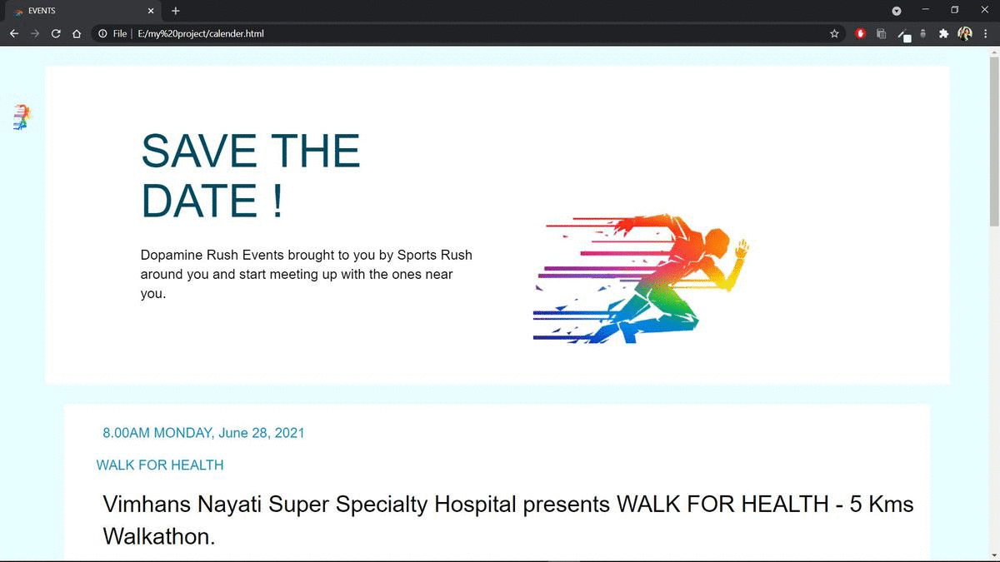 EVENTS
File | E:/my%20project/calender.html
SAVE THE
DATE !
Dopamine Rush Events brought to you by Sports Rush
around you and start meeting up with the ones near
you.
8.00AM MONDAY, June 28, 2021
WALK FOR HEALTH
Vimhans Nayati Super Specialty Hospital presents WALK FOR HEALTH - 5 Kms
Walkathon.